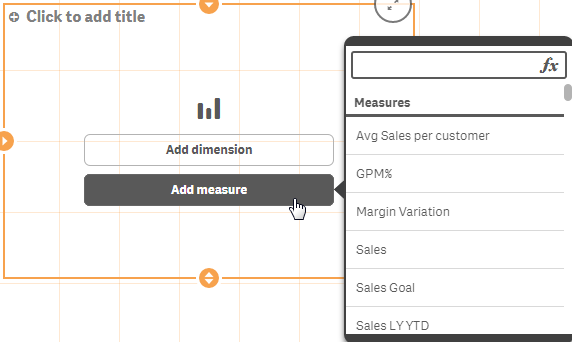 Click to add title
Add dimension
Add measure
fx
Measures
Avg Sales per customer
GPM%
Margin Variation
Sales
Sales Goal
Sales LY YTD